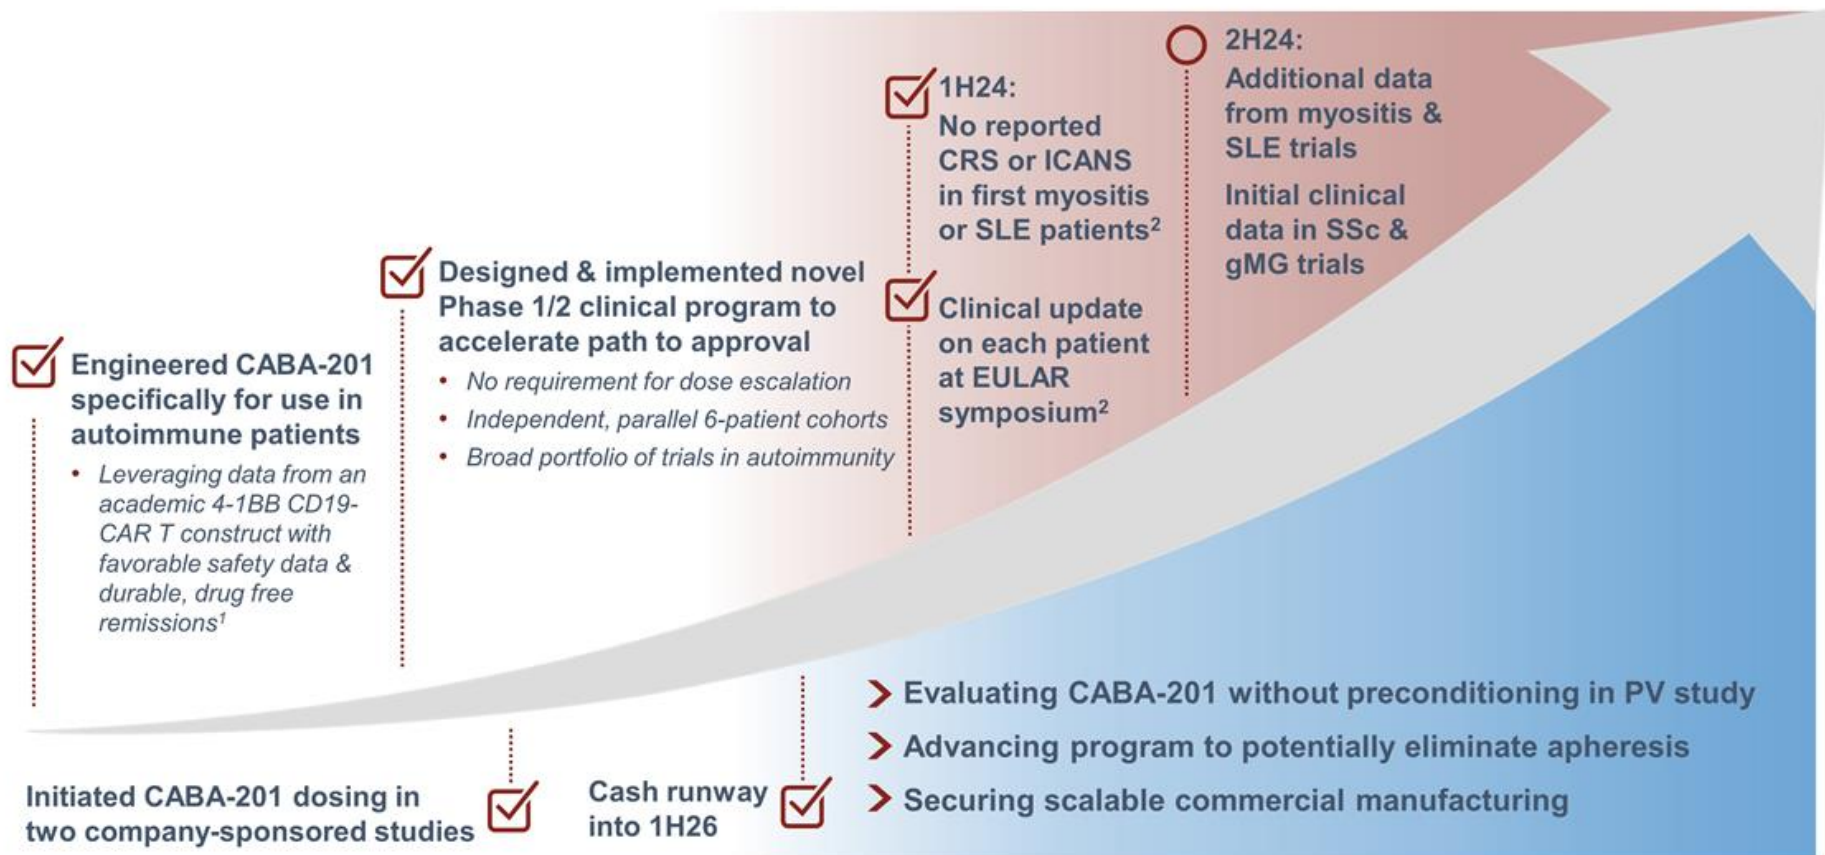 Engineered CABA-201
specifically for use in
autoimmune patients
• Leveraging data from an
academic 4-1BB CD19-
CAR T construct with
favorable safety data &
durable, drug free
remissions¹
Designed & implemented novel
Phase 1/2 clinical program to
accelerate path to approval
• No requirement for dose escalation
• Independent, parallel 6-patient cohorts
• Broad portfolio of trials in autoimmunity
1H24:
No reported
CRS or ICANS
in first myositis
or SLE patients²
Clinical update
on each patient
at EULAR
symposium²
2H24:
Additional data
from myositis &
SLE trials
Initial clinical
data in SSc &
gMG trials
Initiated CABA-201 dosing in
two company-sponsored studies
Cash runway
into 1H26
Evaluating CABA-201 without preconditioning in PV study
Advancing program to potentially eliminate apheresis
Securing scalable commercial manufacturing